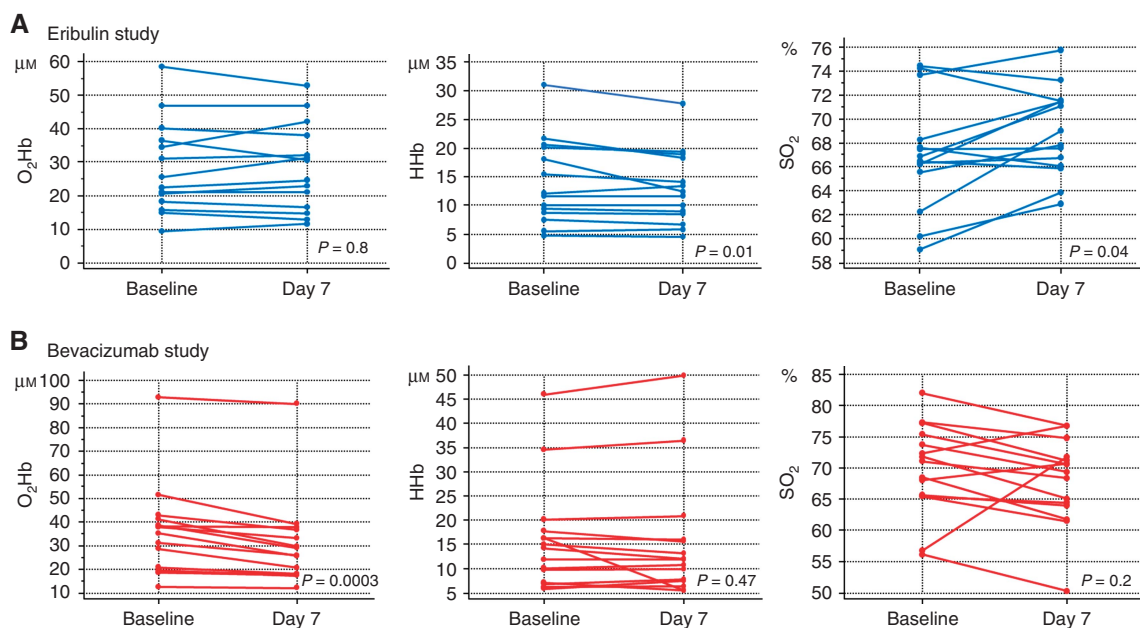 A
Eribulin study
μM
60
50
40
30
20
10
0
O2Hb
P = 0.8
Baseline
Day 7
μM
35
30
25
20
15
10
5
0
HHb
P = 0.01
Baseline
Day 7
%
76
74
72
70
68
66
64
62
60
58
SO2
P = 0.04
Baseline
Day 7
B
Bevacizumab study
μM
100
90
80
70
60
50
40
30
20
10
O2Hb
P = 0.0003
Baseline
Day 7
μM
50
45
40
35
30
25
20
15
10
5
HHb
P = 0.47
Baseline
Day 7
%
85
80
75
70
65
60
55
50
SO2
P = 0.2
Baseline
Day 7